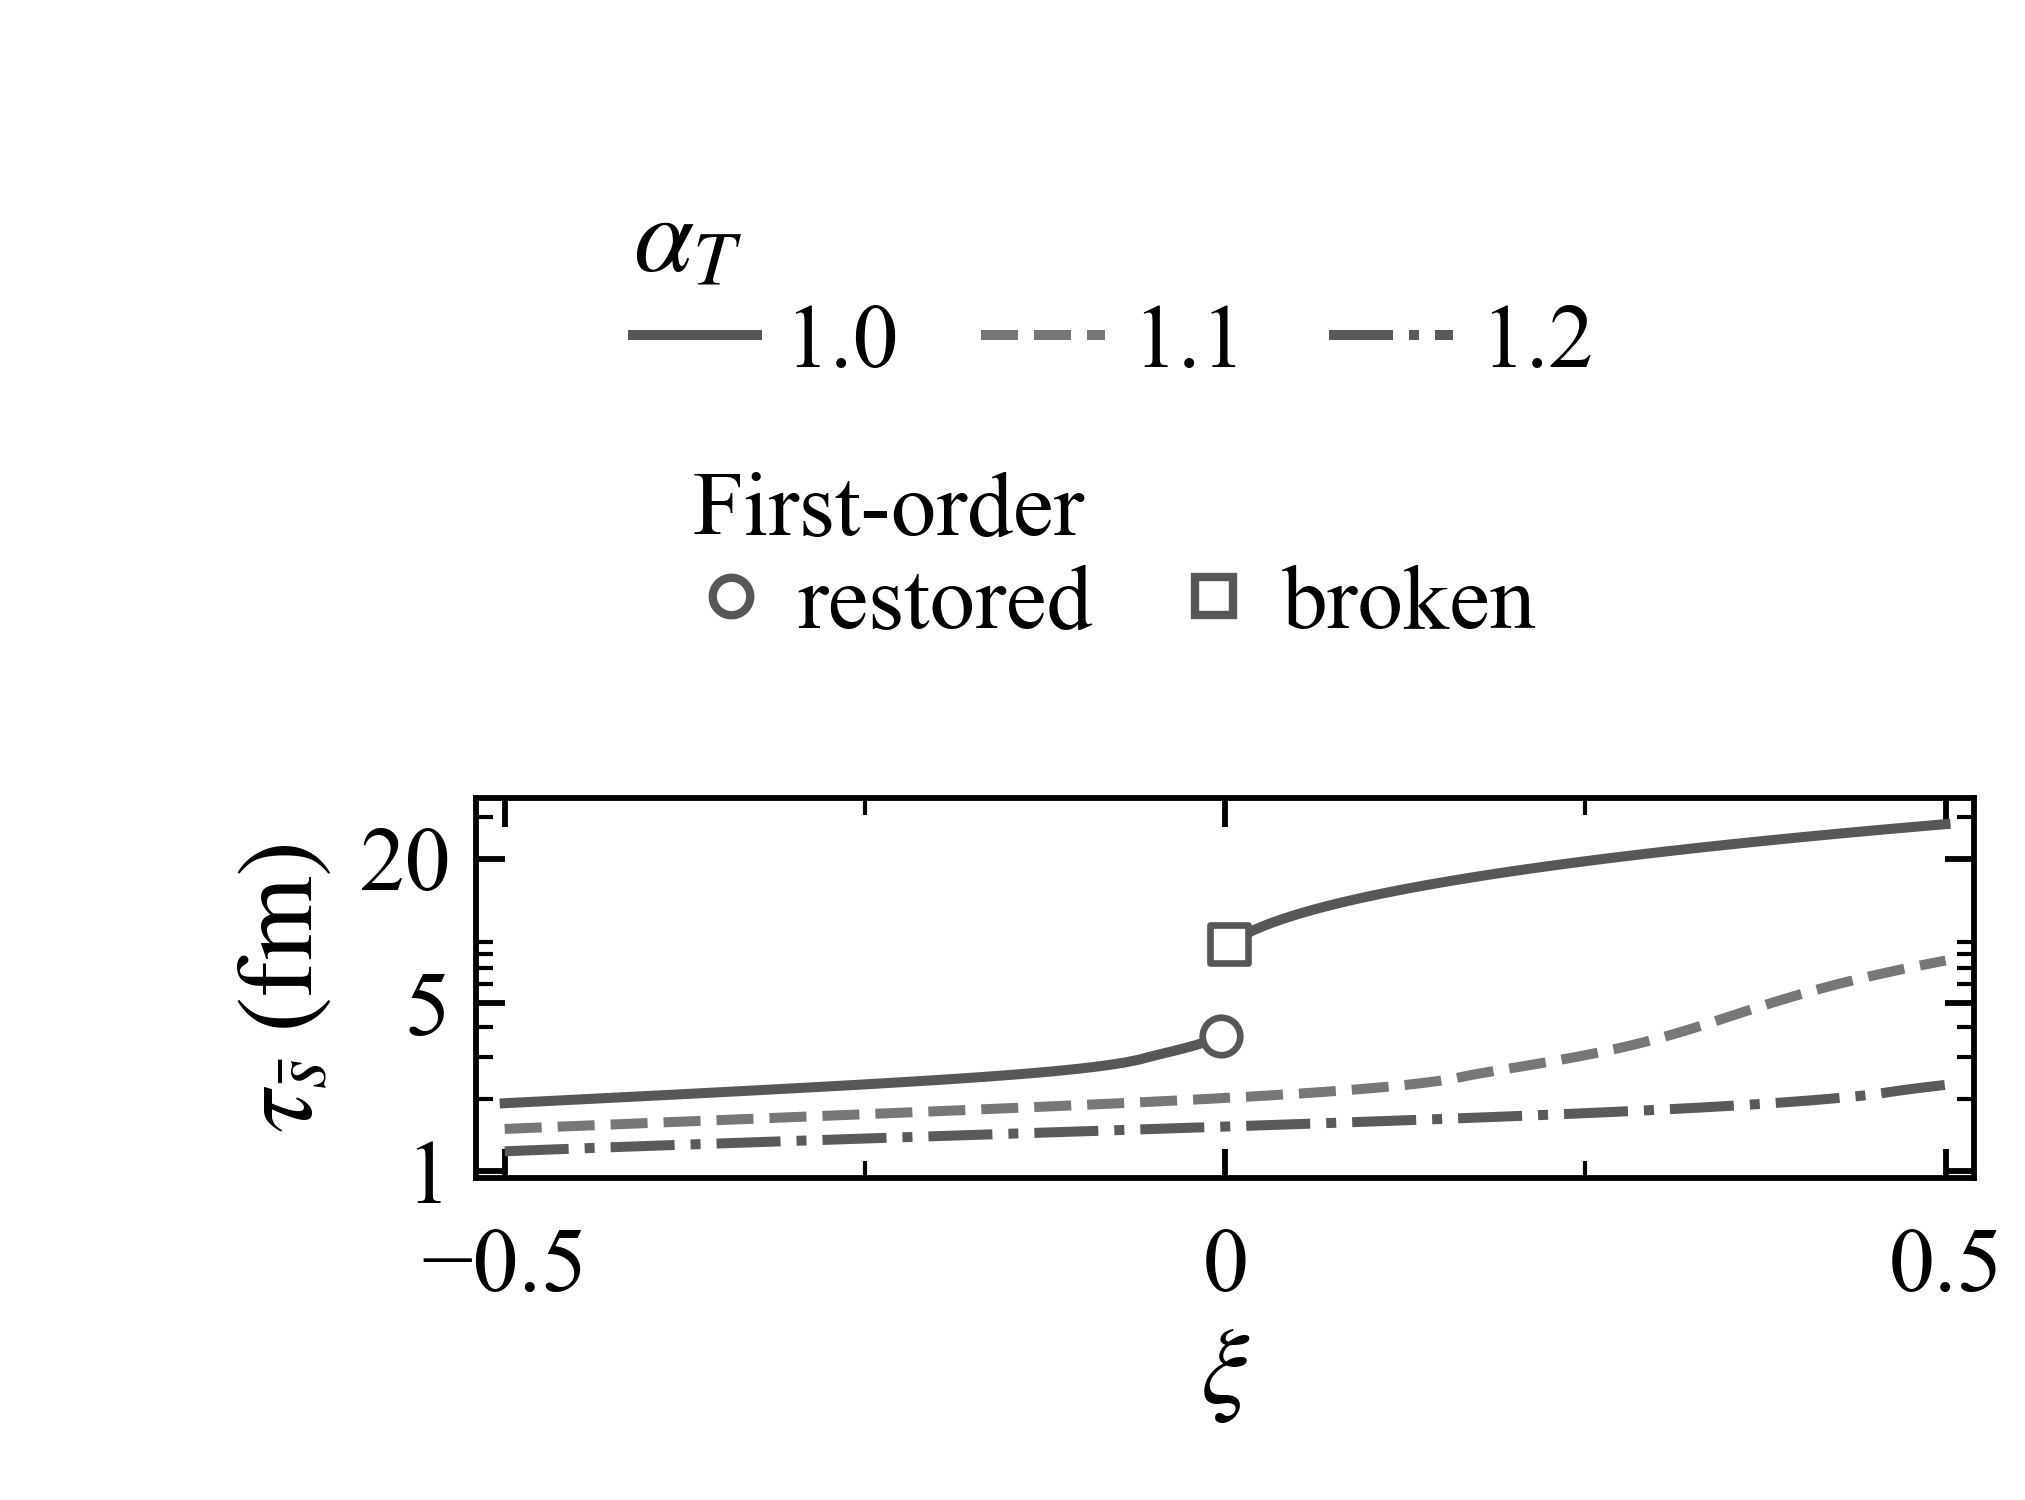 α_T
1.0 1.1 1.2
First-order
restored broken
τ_s̄ (fm)
20
5
1
−0.5 0 0.5
ξ